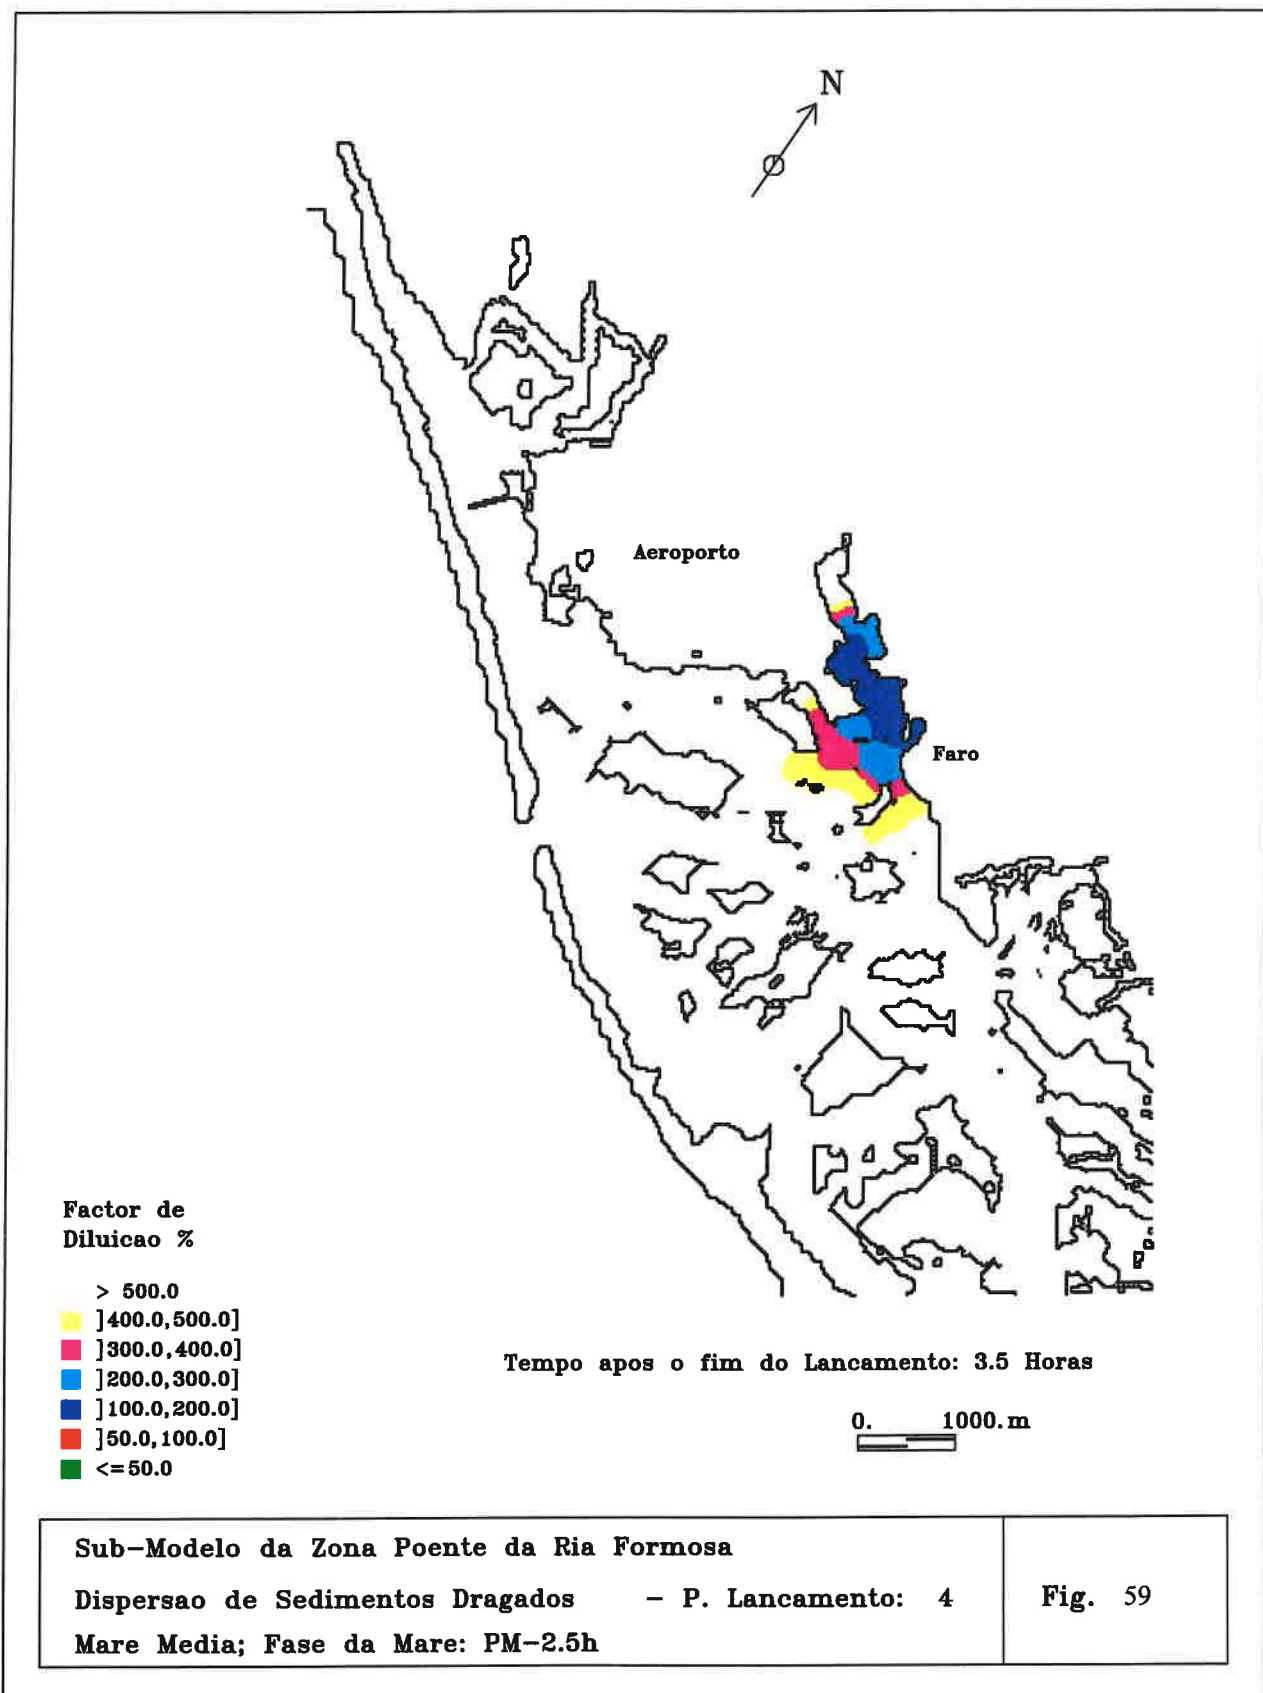 N
Aeroporto
Faro
Factor de
Diluicao %
> 500.0
]400.0,500.0]
]300.0,400.0]
]200.0,300.0]
]100.0,200.0]
]50.0,100.0]
<=50.0
Tempo apos o fim do Lancamento: 3.5 Horas
0. 1000.m
Sub-Modelo da Zona Poente da Ria Formosa
Dispersao de Sedimentos Dragados - P. Lancamento: 4
Mare Media; Fase da Mare: PM-2.5h
Fig. 59